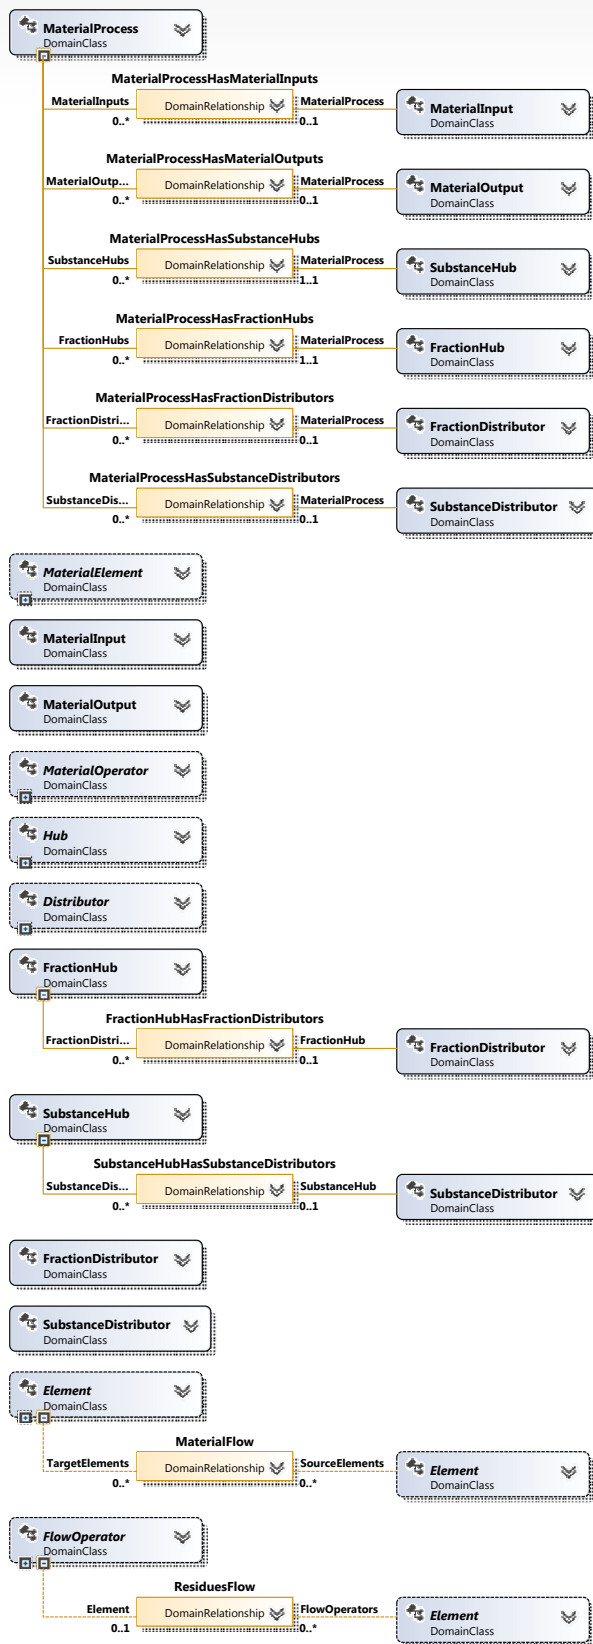 MaterialProcess
DomainClass
MaterialProcessHasMaterialInputs
MaterialInputs DomainRelationship MaterialProcess MaterialInput
0..* 0..1 DomainClass
MaterialProcessHasMaterialOutputs
MaterialOutp... DomainRelationship MaterialProcess MaterialOutput
0..* 0..1 DomainClass
MaterialProcessHasSubstanceHubs
SubstanceHubs DomainRelationship MaterialProcess SubstanceHub
0..* 1..1 DomainClass
MaterialProcessHasFractionHubs
FractionHubs DomainRelationship MaterialProcess FractionHub
0..* 1..1 DomainClass
MaterialProcessHasFractionDistributors
FractionDistri... DomainRelationship MaterialProcess FractionDistributor
0..* 0..1 DomainClass
MaterialProcessHasSubstanceDistributors
SubstanceDis... DomainRelationship MaterialProcess SubstanceDistributor
0..* 0..1 DomainClass
MaterialElement
DomainClass
MaterialInput
DomainClass
MaterialOutput
DomainClass
MaterialOperator
DomainClass
Hub
DomainClass
Distributor
DomainClass
FractionHub
DomainClass
FractionHubHasFractionDistributors
FractionDistri... DomainRelationship FractionHub FractionDistributor
0..* 0..1 DomainClass
SubstanceHub
DomainClass
SubstanceHubHasSubstanceDistributors
SubstanceDis... DomainRelationship SubstanceHub SubstanceDistributor
0..* 0..1 DomainClass
FractionDistributor
DomainClass
SubstanceDistributor
DomainClass
Element
DomainClass
MaterialFlow
TargetElements DomainRelationship SourceElements Element
0..* 0..* DomainClass
FlowOperator
DomainClass
ResiduesFlow
Element DomainRelationship FlowOperators Element
0..1 0..* DomainClass